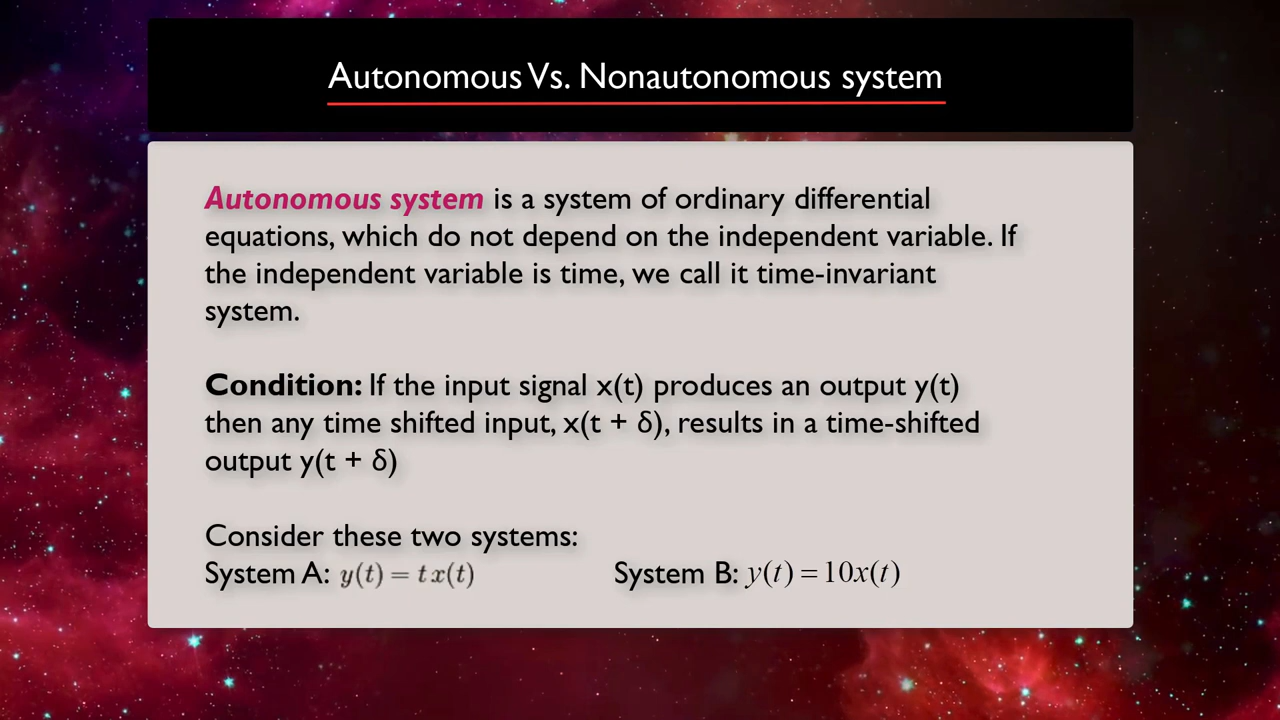 Autonomous Vs. Nonautonomous system
Autonomous system is a system of ordinary differential
equations, which do not depend on the independent variable. If
the independent variable is time, we call it time-invariant
system.
Condition: If the input signal x(t) produces an output y(t)
then any time shifted input, x(t + δ), results in a time-shifted
output y(t + δ)
Consider these two systems:
System A: y(t) = t x(t) System B: y(t) = 10x(t)